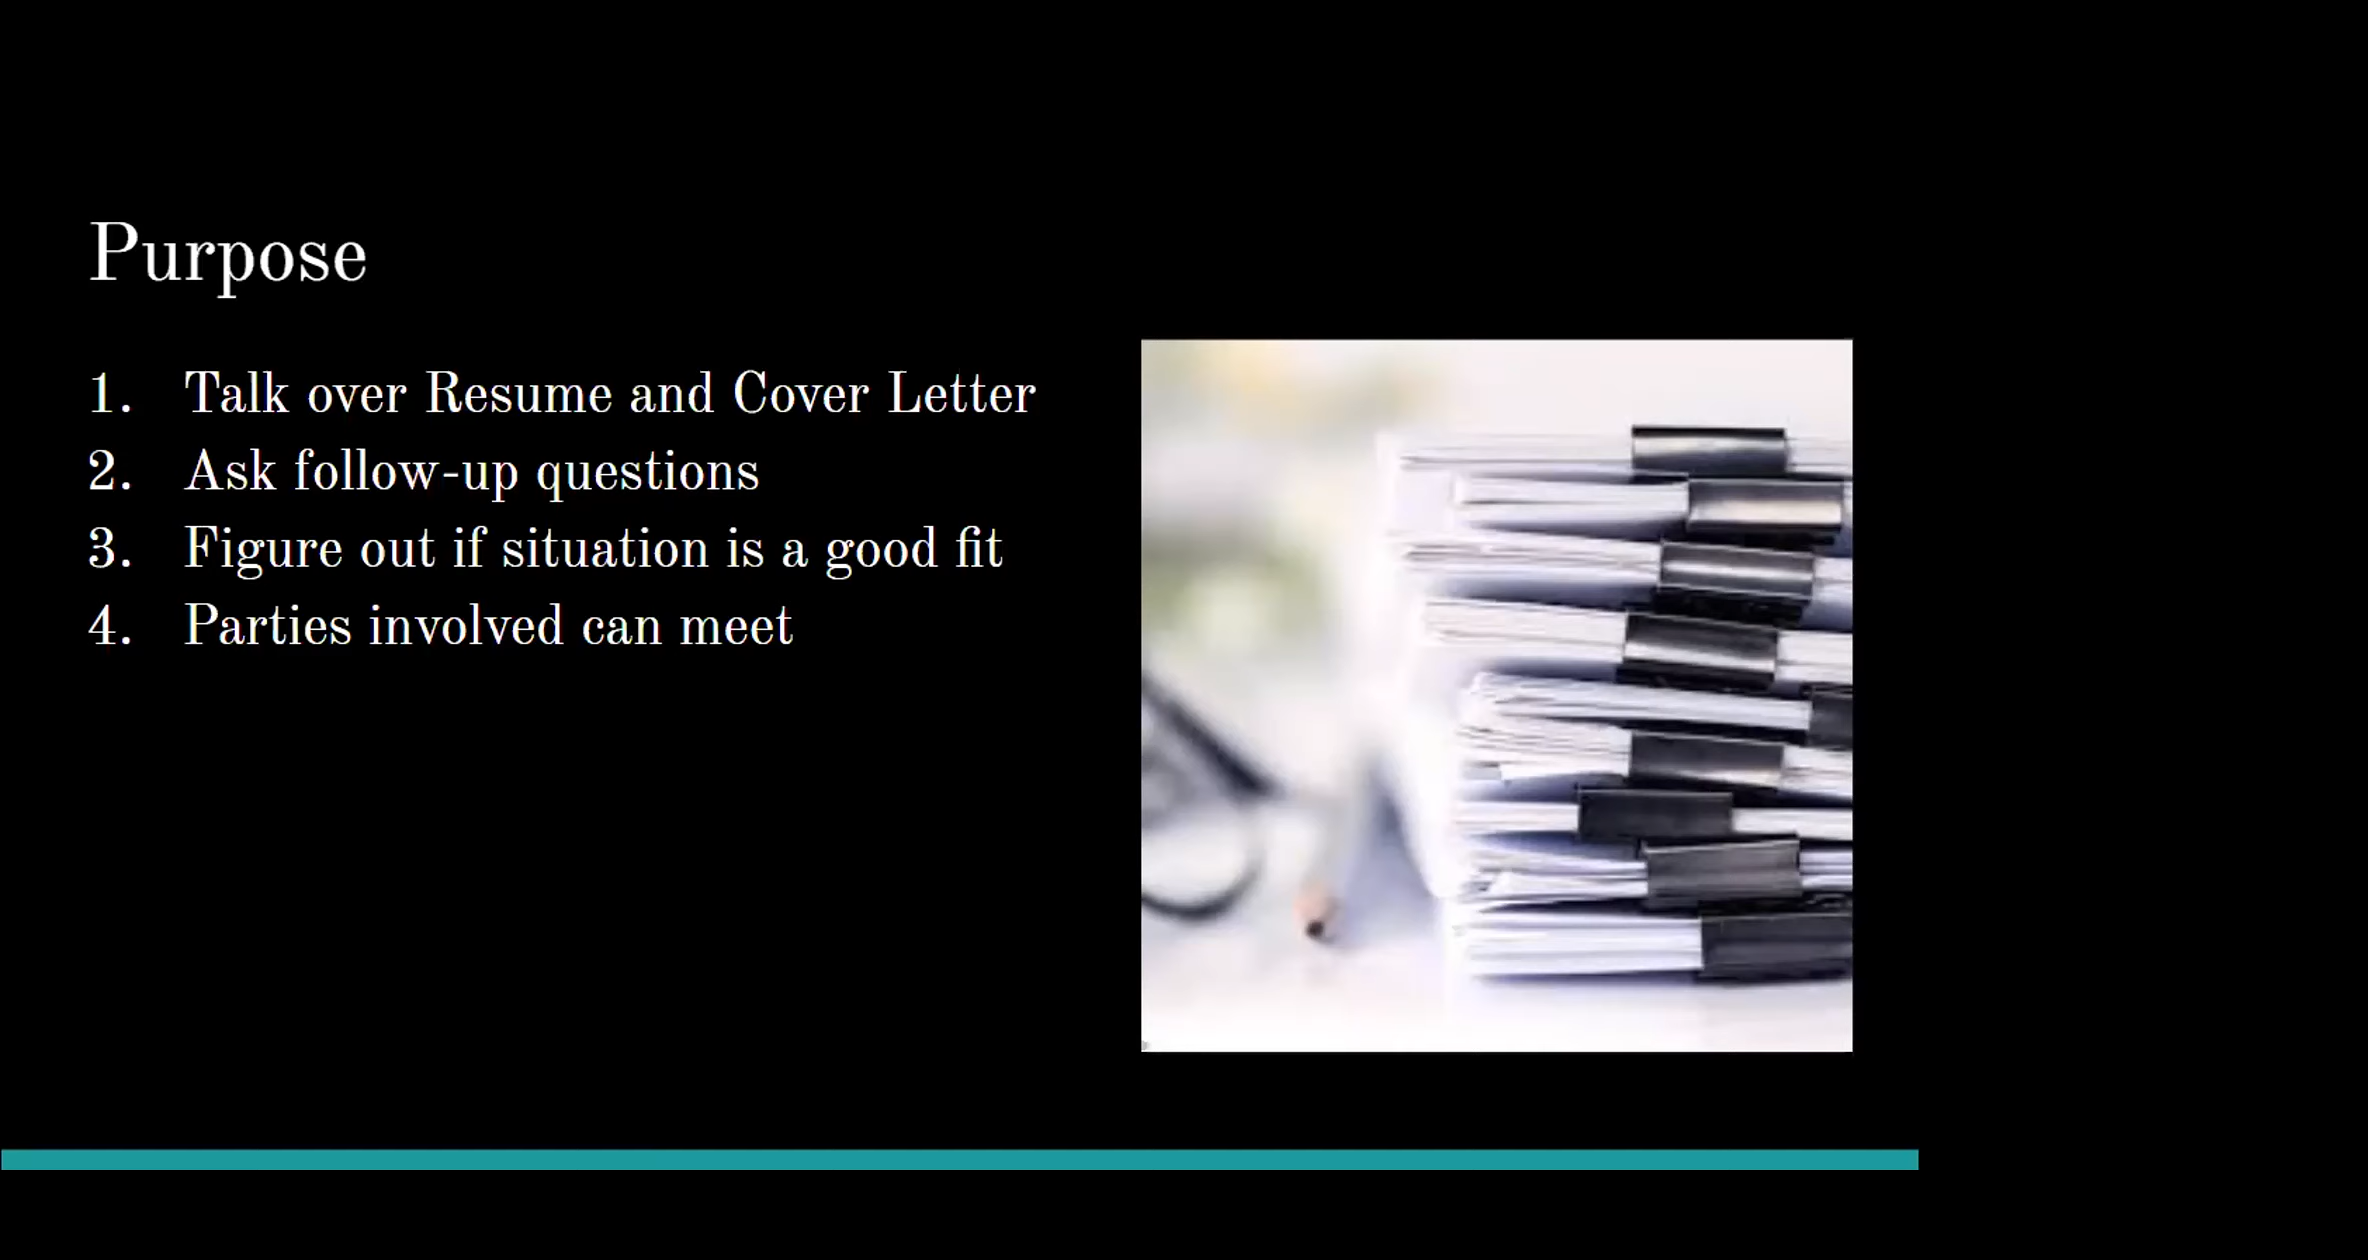 Purpose
1. Talk over Resume and Cover Letter
2. Ask follow-up questions
3. Figure out if situation is a good fit
4. Parties involved can meet